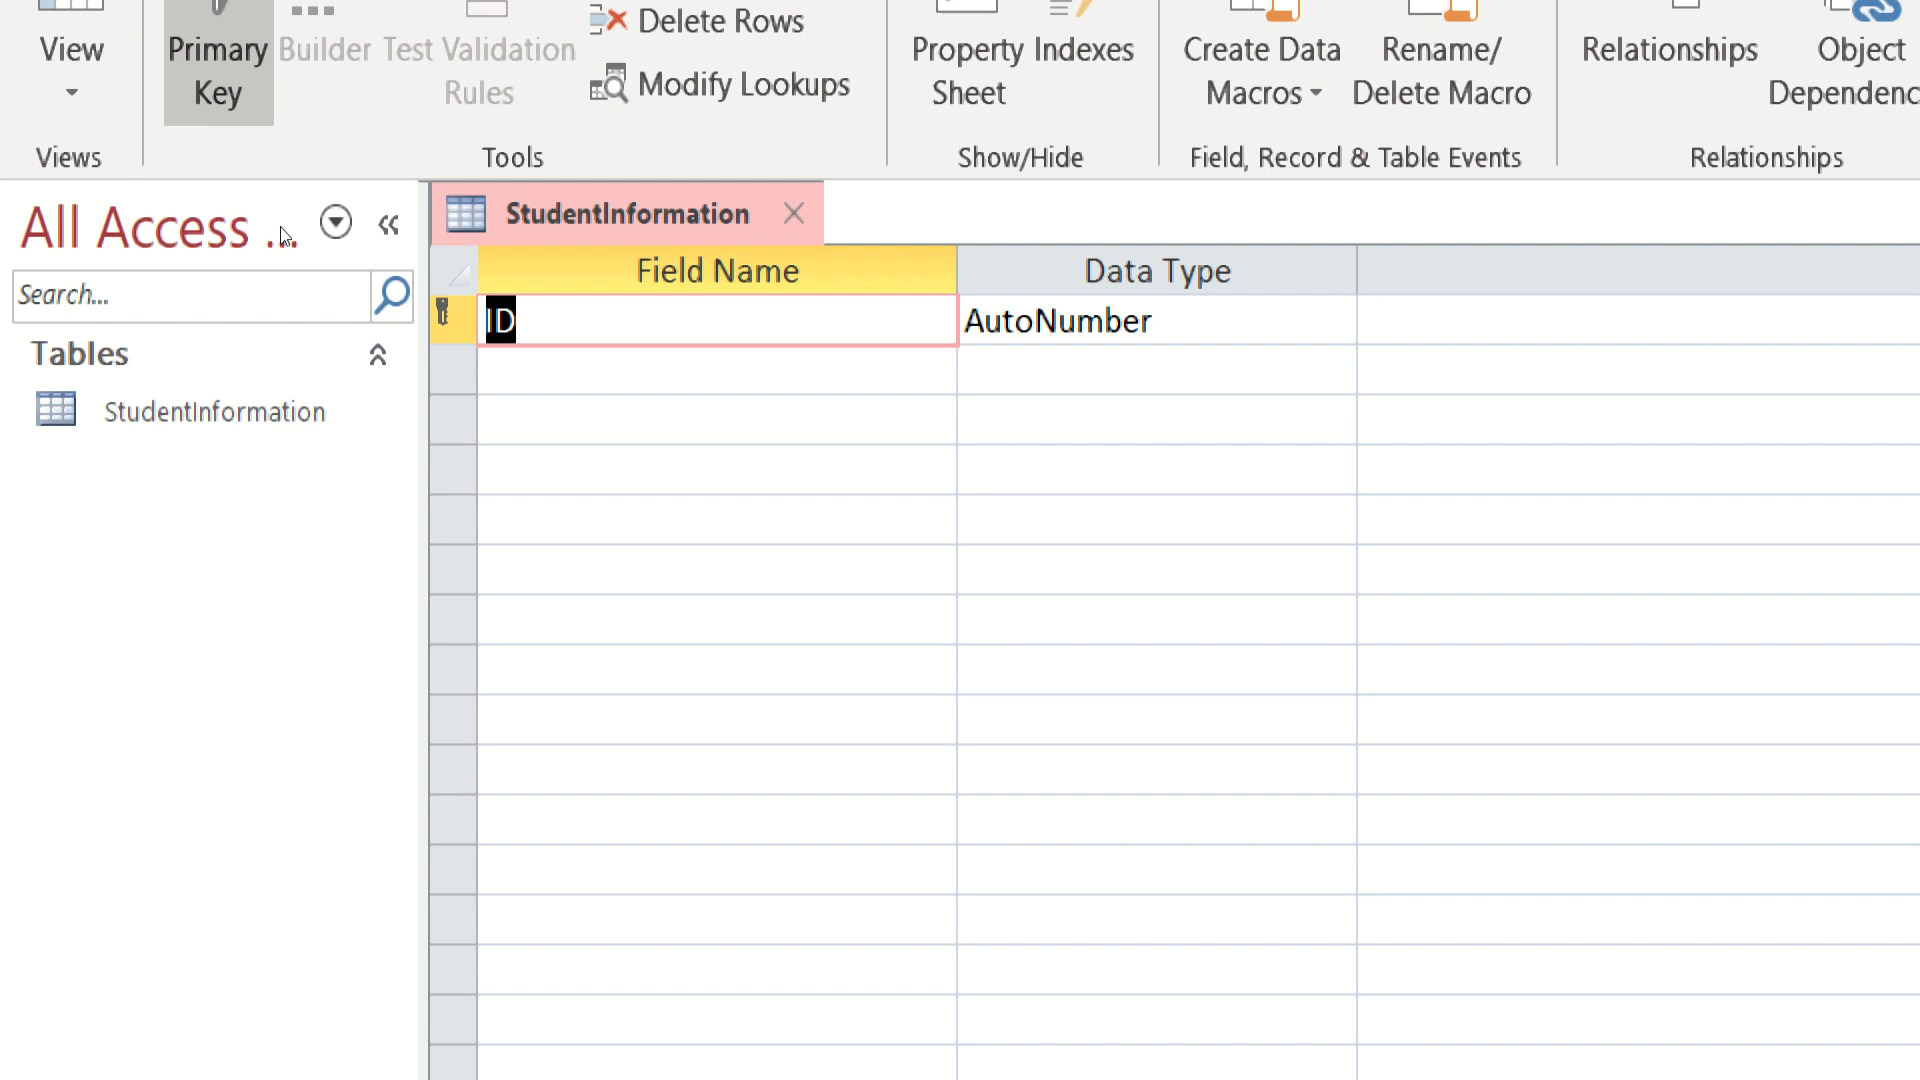 View
Primary
Key
Builder
Test Validation
Rules
Delete Rows
Modify Lookups
Property
Sheet
Indexes
Create Data
Macros
Rename/
Delete Macro
Relationships
Object
Dependenc
Views
Tools
Show/Hide
Field, Record & Table Events
Relationships
All Access ...
Search...
Tables
StudentInformation
StudentInformation
Field Name
Data Type
ID
AutoNumber